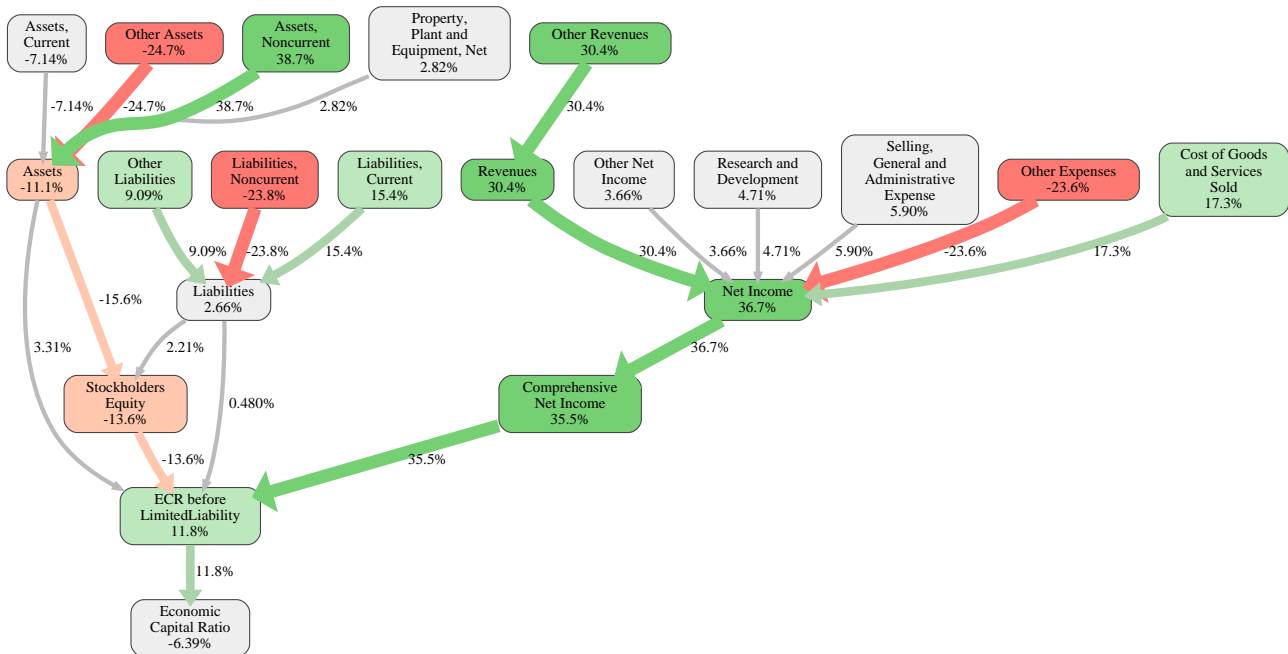 Assets,
Current
-7.14%
Other Assets
-24.7%
Assets,
Noncurrent
38.7%
Property,
Plant and
Equipment, Net
2.82%
Other Revenues
30.4%
-7.14%
-24.7%
38.7%
2.82%
30.4%
Assets
-11.1%
Other
Liabilities
9.09%
Liabilities,
Noncurrent
-23.8%
Liabilities,
Current
15.4%
Revenues
30.4%
Other Net
Income
3.66%
Research and
Development
4.71%
Selling,
General and
Administrative
Expense
5.90%
Other Expenses
-23.6%
Cost of Goods
and Services
Sold
17.3%
9.09%
-23.8%
15.4%
30.4%
3.66%
4.71%
5.90%
-23.6%
17.3%
Liabilities
2.66%
Net Income
36.7%
-15.6%
3.31%
2.21%
0.480%
36.7%
Stockholders
Equity
-13.6%
Comprehensive
Net Income
35.5%
-13.6%
35.5%
ECR before
LimitedLiability
11.8%
11.8%
Economic
Capital Ratio
-6.39%